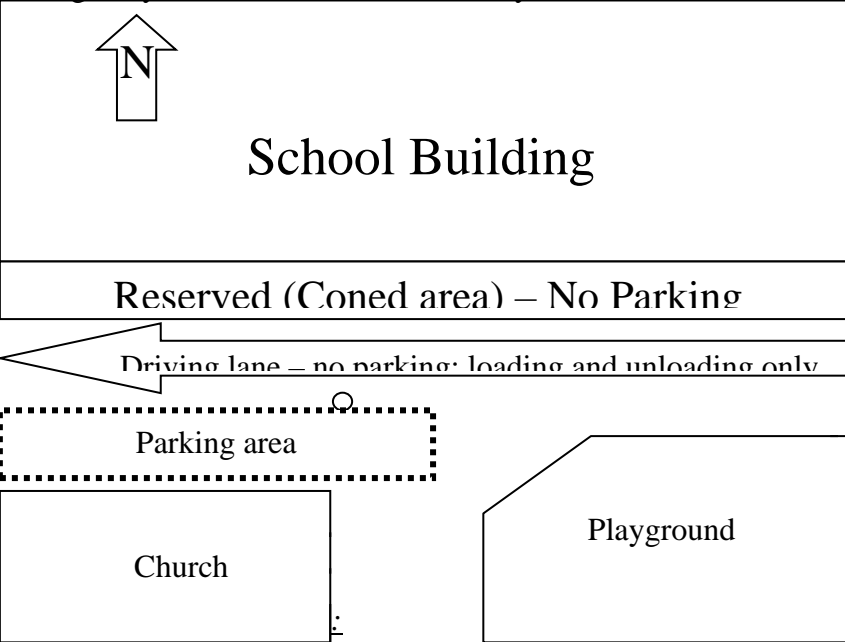 N
School Building
Reserved (Coned area) – No Parking
Driving lane – no parking: loading and unloading only
Parking area
Playground
Church